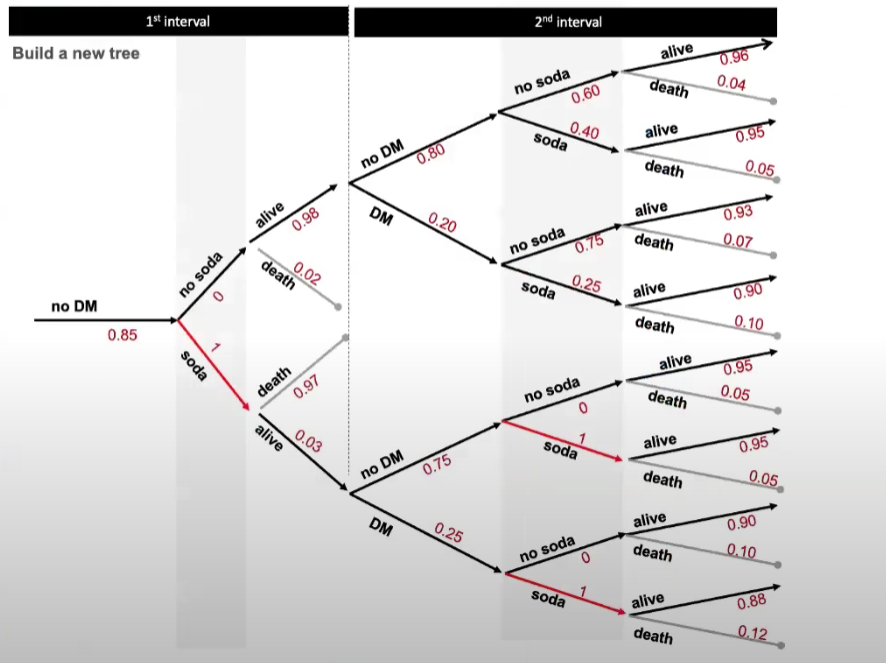 1st interval
2nd interval
Build a new tree
no DM
0.85
no soda
0
soda
1
alive
0.98
death
0.02
death
0.97
alive
0.03
no DM
0.80
DM
0.20
no soda
0.60
soda
0.40
alive
0.96
death
0.04
alive
0.95
death
0.05
no soda
0.75
soda
0.25
alive
0.93
death
0.07
alive
0.90
death
0.10
no DM
0.75
DM
0.25
no soda
0
soda
1
alive
0.95
death
0.05
alive
0.95
death
0.05
no soda
0
soda
1
alive
0.90
death
0.10
alive
0.88
death
0.12